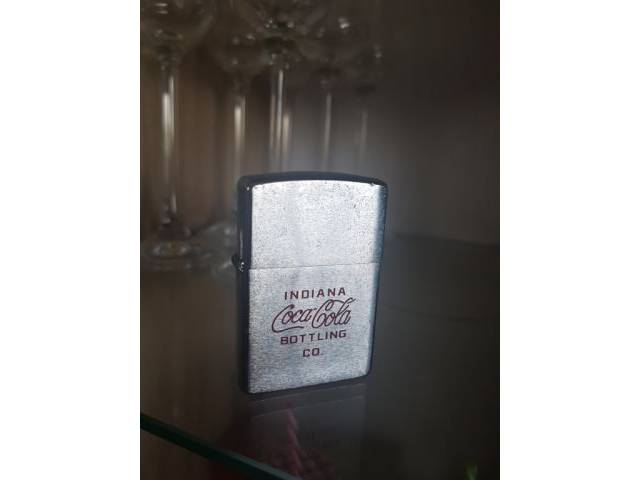 INDIANA
Coca-Cola
BOTTLING
CO.